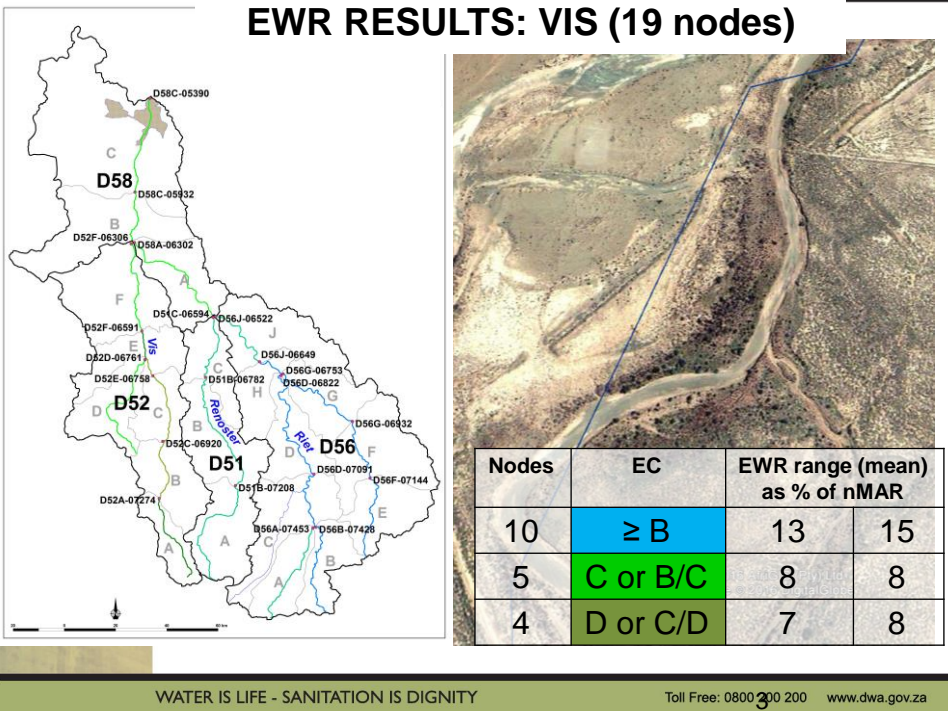 EWR RESULTS: VIS (19 nodes)
D58C-05390
C
D58
D58C-05932
B
D52F-06306
D58A-06302
A
F
D51C-06594
D56J-06522
D52F-06591
J
Vis
E
D56J-06649
D52D-06761
D56G-06753
C
D52E-06758
D51B-06782
D56D-06822
H
G
D
D52
C
Renoster
D56G-06932
B
Riet
D56
D52C-06920
D
F
D51
D56D-07091
B
D56F-07144
D51B-07208
D52A-07274
E
D56A-07453
D56B-07428
C
A
A
B
A
Nodes EC EWR range (mean) as % of nMAR
10 ≥ B 13 15
5 C or B/C 8 8
4 D or C/D 7 8
WATER IS LIFE - SANITATION IS DIGNITY
Toll Free: 0800 200 200 www.dwa.gov.za
3